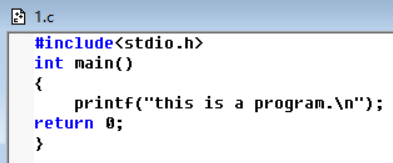 1.c
#include<stdio.h>
int main()
{
    printf("this is a program.\n");
return 0;
}